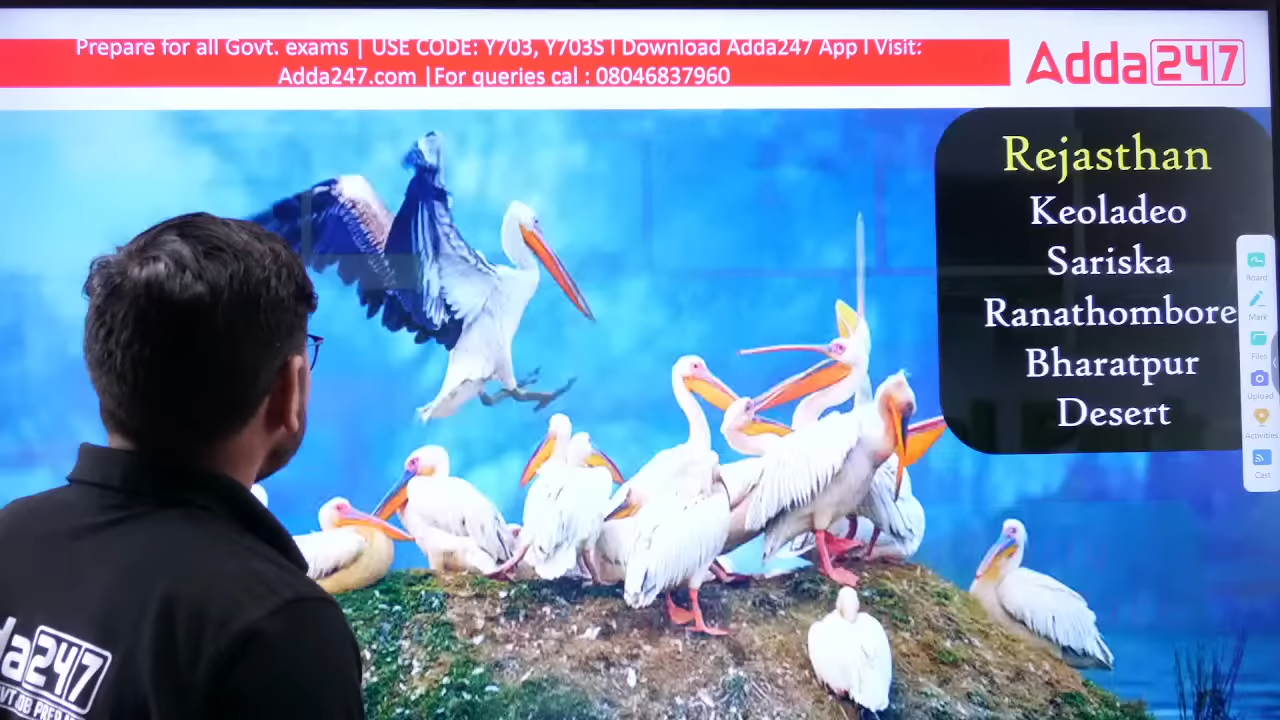 Prepare for all Govt. exams | USE CODE: Y703, Y703S I Download Adda247 App I Visit:
Adda247.com |For queries cal : 08046837960
Adda247
Rejasthan
Keoladeo
Sariska
Ranathombore
Bharatpur
Desert
Board
Mark
Files
Upload
Activities
Cast
da247